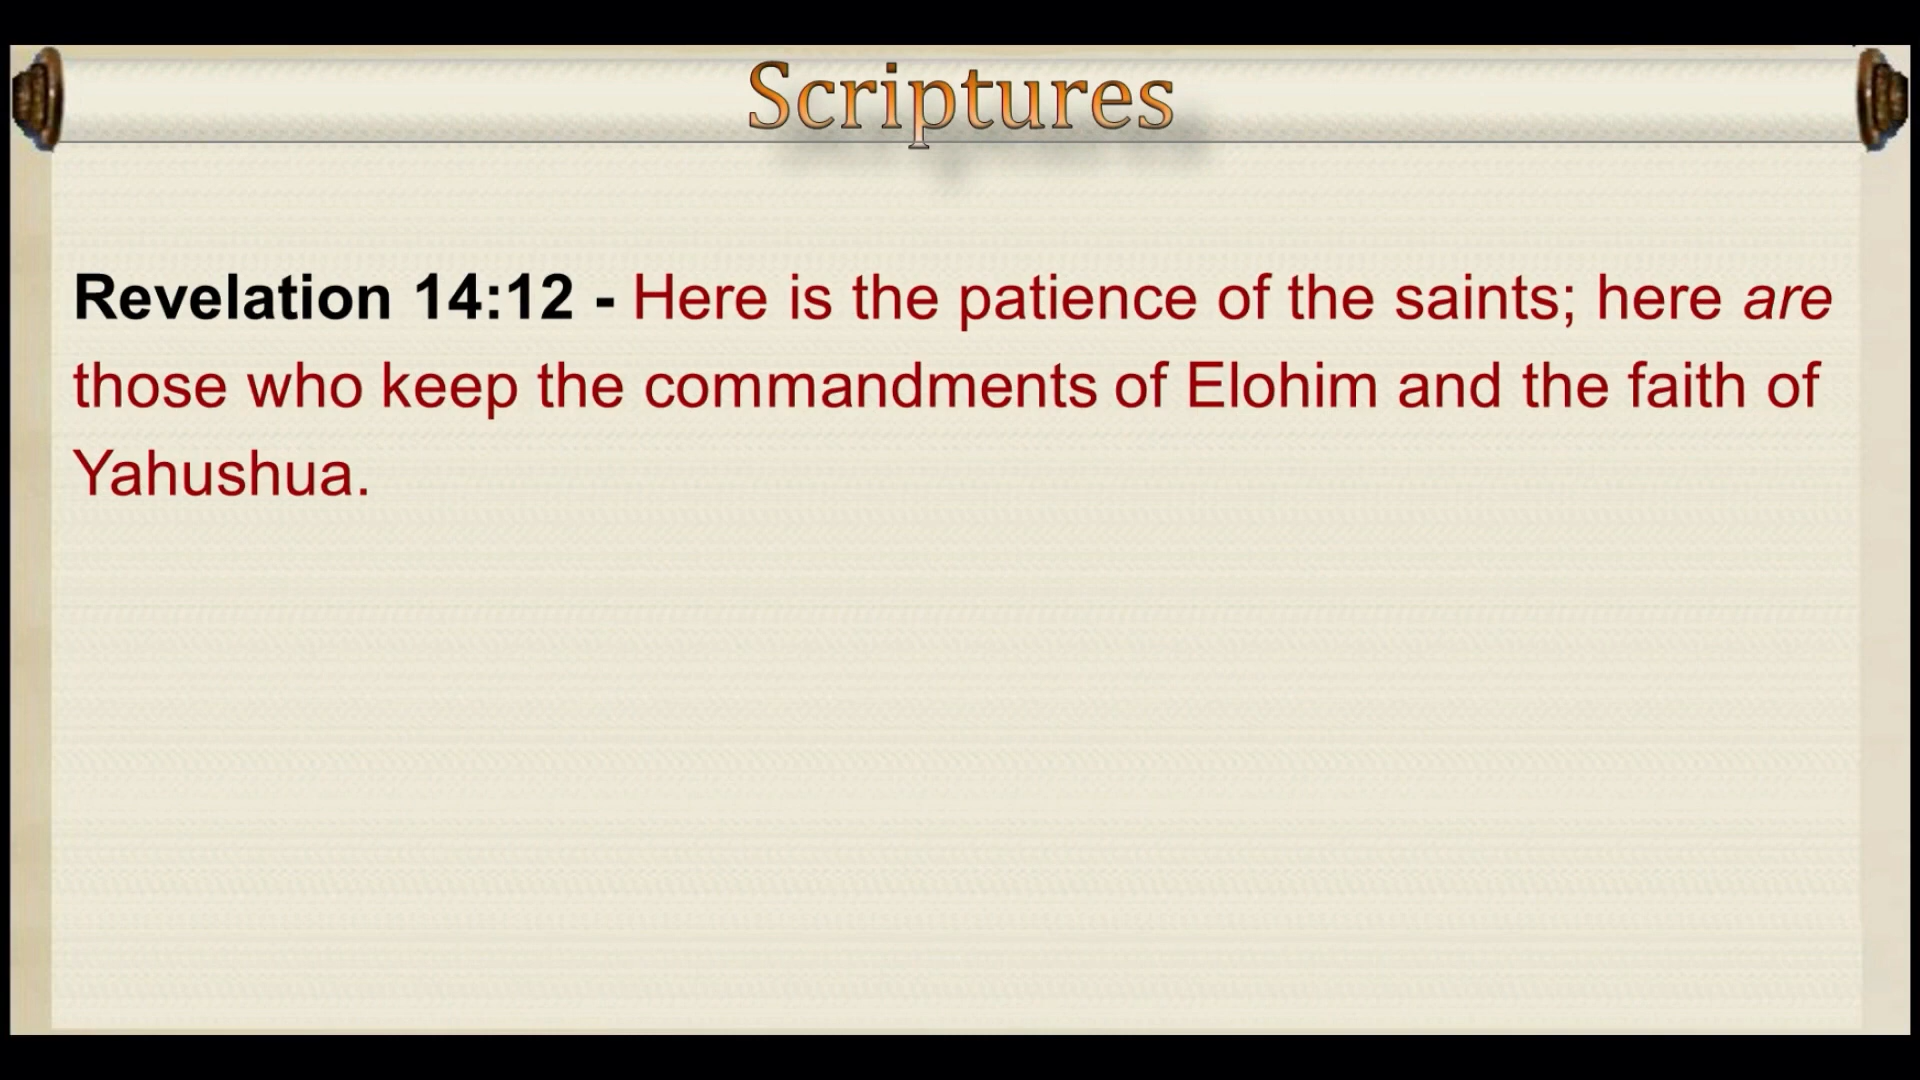 Scriptures
Revelation 14:12 - Here is the patience of the saints; here are
those who keep the commandments of Elohim and the faith of
Yahushua.